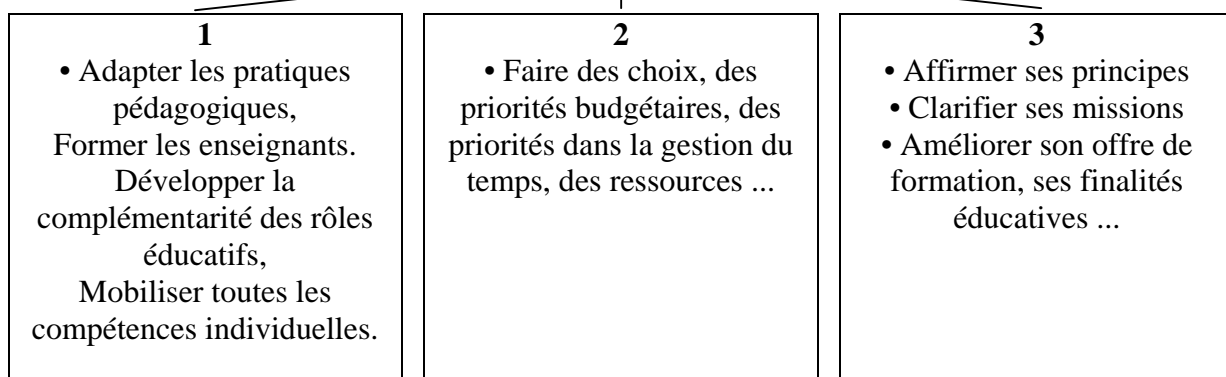 1
• Adapter les pratiques
pédagogiques,
Former les enseignants.
Développer la
complémentarité des rôles
éducatifs,
Mobiliser toutes les
compétences individuelles.
2
• Faire des choix, des
priorités budgétaires, des
priorités dans la gestion du
temps, des ressources ...
3
• Affirmer ses principes
• Clarifier ses missions
• Améliorer son offre de
formation, ses finalités
éducatives ...